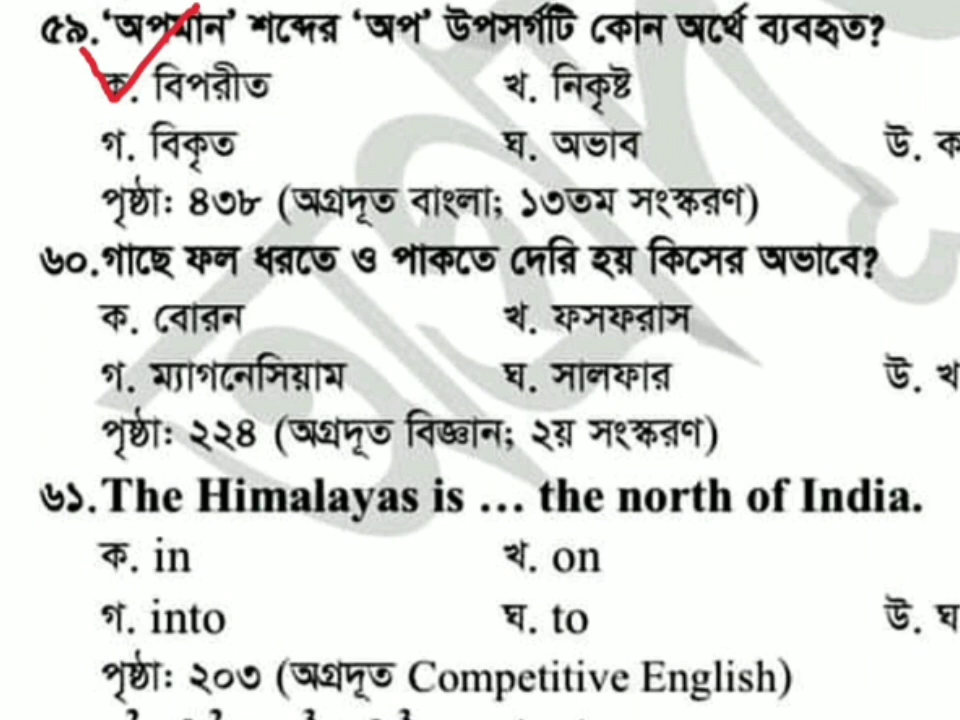 ৫৯. ‘অপমান’ শব্দের ‘অপ’ উপসর্গটি কোন অর্থে ব্যবহৃত?
ক. বিপরীত খ. নিকৃষ্ট
গ. বিকৃত ঘ. অভাব উ. ক
পৃষ্ঠা: ৪৩৮ (অগ্রদূত বাংলা; ১৩তম সংস্করণ)
৬০. গাছে ফল ধরতে ও পাকতে দেরি হয় কিসের অভাবে?
ক. বোরন খ. ফসফরাস
গ. ম্যাগনেসিয়াম ঘ. সালফার উ. খ
পৃষ্ঠা: ২২৪ (অগ্রদূত বিজ্ঞান; ২য় সংস্করণ)
৬১. The Himalayas is ... the north of India.
ক. in খ. on
গ. into ঘ. to উ. ঘ
পৃষ্ঠা: ২০৩ (অগ্রদূত Competitive English)